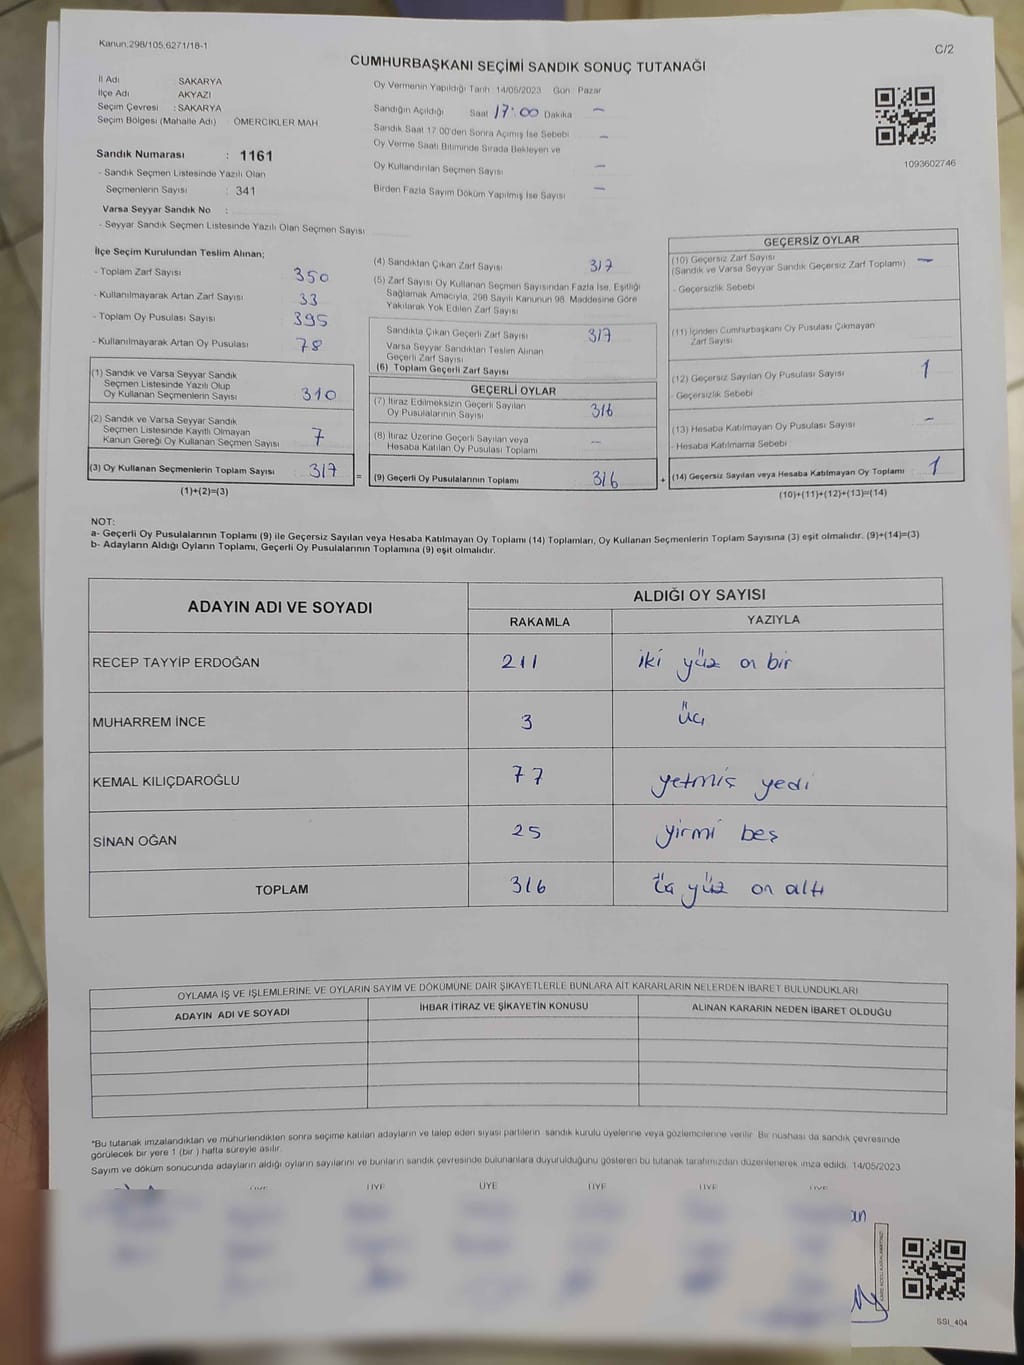 Kanun,298/105,6271/18-1
C/2
CUMHURBAŞKANI SEÇİMİ SANDIK SONUÇ TUTANAĞI
İl Adı SAKARYA
İlçe Adı AKYAZI
Seçim Çevresi : SAKARYA
Seçim Bölgesi (Mahalle Adı) ÖMERCİKLER MAH
Sandık Numarası : 1161
- Sandık Seçmen Listesinde Yazılı Olan
Seçmenlerin Sayısı : 341
Varsa Seyyar Sandık No :
- Seyyar Sandık Seçmen Listesinde Yazılı Olan Seçmen Sayısı
Oy Vermenin Yapıldığı Tarih 14/05/2023 Gün : Pazar
Sandığın Açıldığı Saat 17:00 Dakika —
Sandık Saat 17 00'den Sonra Açımış İse Sebebi —
Oy Verme Saati Bitiminde Sırada Bekleyen ve
Oy Kullandırılan Seçmen Sayısı —
Birden Fazla Sayım Döküm Yapılmış İse Sayısı —
1093602746
İlçe Seçim Kurulundan Teslim Alınan;
- Toplam Zarf Sayısı 350
- Kullanılmayarak Artan Zarf Sayısı 33
- Toplam Oy Pusulası Sayısı 395
- Kullanılmayarak Artan Oy Pusulası 78
(1) Sandık ve Varsa Seyyar Sandık
Seçmen Listesinde Yazılı Olup
Oy Kullanan Seçmenlerin Sayısı 310
(2) Sandık ve Varsa Seyyar Sandık
Seçmen Listesinde Kayıtlı Olmayan
Kanun Gereği Oy Kullanan Seçmen Sayısı 7
(3) Oy Kullanan Seçmenlerin Toplam Sayısı 317 =
(1)+(2)=(3)
(4) Sandıktan Çıkan Zarf Sayısı 317
(5) Zarf Sayısı Oy Kullanan Seçmen Sayısından Fazla İse, Eşitliği
Sağlamak Amacıyla, 298 Sayılı Kanunun 98. Maddesine Göre
Yakılarak Yok Edilen Zarf Sayısı
Sandıkta Çıkan Geçerli Zarf Sayısı 317
Varsa Seyyar Sandıktan Teslim Alınan
Geçerli Zarf Sayısı
(6) Toplam Geçerli Zarf Sayısı
GEÇERLİ OYLAR
(7) İtiraz Edilmeksizin Geçerli Sayılan
Oy Pusulalarının Sayısı 316
(8) İtiraz Üzerine Geçerli Sayılan veya
Hesaba Katılan Oy Pusulası Toplamı —
(9) Geçerli Oy Pusulalarının Toplamı 316 +
GEÇERSİZ OYLAR
(10) Geçersiz Zarf Sayısı —
(Sandık ve Varsa Seyyar Sandık Geçersiz Zarf Toplamı)
- Geçersizlik Sebebi
(11) İçinden Cumhurbaşkanı Oy Pusulası Çıkmayan
Zarf Sayısı
(12) Geçersiz Sayılan Oy Pusulası Sayısı 1
- Geçersizlik Sebebi
(13) Hesaba Katılmayan Oy Pusulası Sayısı —
- Hesaba Katılmama Sebebi
(14) Geçersiz Sayılan veya Hesaba Katılmayan Oy Toplamı 1
(10)+(11)+(12)+(13)=(14)
NOT:
a- Geçerli Oy Pusulalarının Toplamı (9) ile Geçersiz Sayılan veya Hesaba Katılmayan Oy Toplamı (14) Toplamları, Oy Kullanan Seçmenlerin Toplam Sayısına (3) eşit olmalıdır. (9)+(14)=(3)
b- Adayların Aldığı Oyların Toplamı, Geçerli Oy Pusulalarının Toplamına (9) eşit olmalıdır.
ADAYIN ADI VE SOYADI ALDIĞI OY SAYISI
RAKAMLA YAZIYLA
RECEP TAYYİP ERDOĞAN 211 iki yüz on bir
MUHARREM İNCE 3 üç
KEMAL KILIÇDAROĞLU 77 yetmiş yedi
SİNAN OĞAN 25 yirmi beş
TOPLAM 316 üç yüz on altı
OYLAMA İŞ VE İŞLEMLERİNE VE OYLARIN SAYIM VE DÖKÜMÜNE DAİR ŞİKAYETLERLE BUNLARA AİT KARARLARIN NELERDEN İBARET BULUNDUKLARI
ADAYIN ADI VE SOYADI İHBAR İTİRAZ VE ŞİKAYETİN KONUSU ALINAN KARARIN NEDEN İBARET OLDUĞU
*Bu tutanak imzalandıktan ve mühürlendikten sonra seçime katılan adayların ve talep eden siyasi partilerin sandık kurulu üyelerine veya gözlemcilerine verilir. Bir nüshası da sandık çevresinde
görülecek bir yere 1 (bir ) hafta süreyle asılır.
Sayım ve döküm sonucunda adayların aldığı oyların sayılarını ve bunların sandık çevresinde bulunanlara duyurulduğunu gösteren bu tutanak tarafımızdan düzenlenerek imza edildi. 14/05/2023
ÜYE ÜYE ÜYE ÜYE ÜYE ÜYE
an
SSI_404